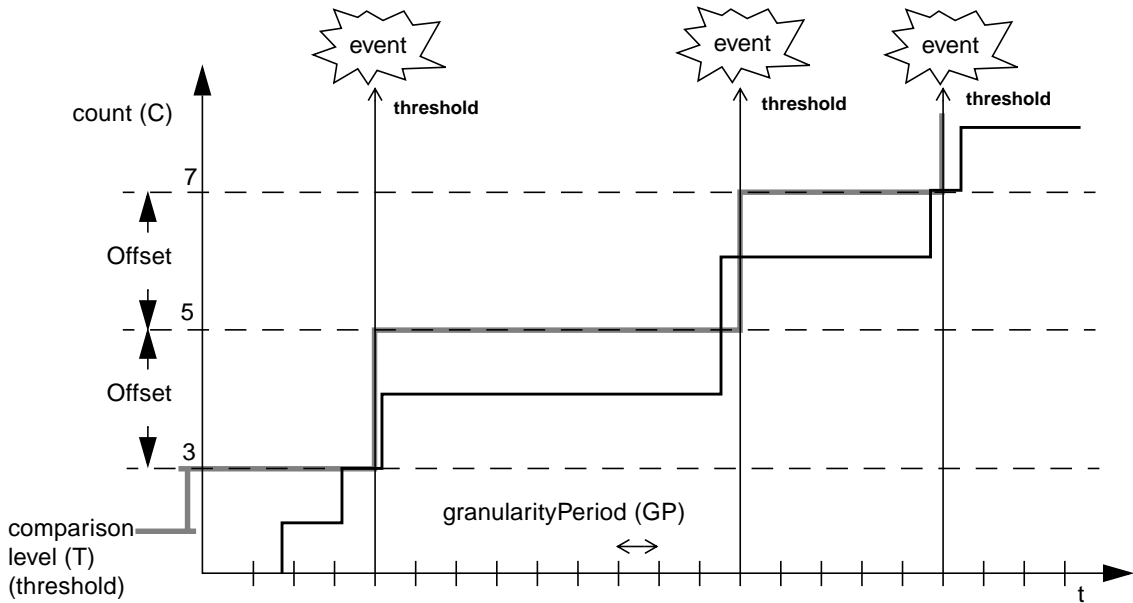 event
event
event
threshold
threshold
threshold
count (C)
7
Offset
5
Offset
3
granularityPeriod (GP)
comparison
level (T)
(threshold)
t